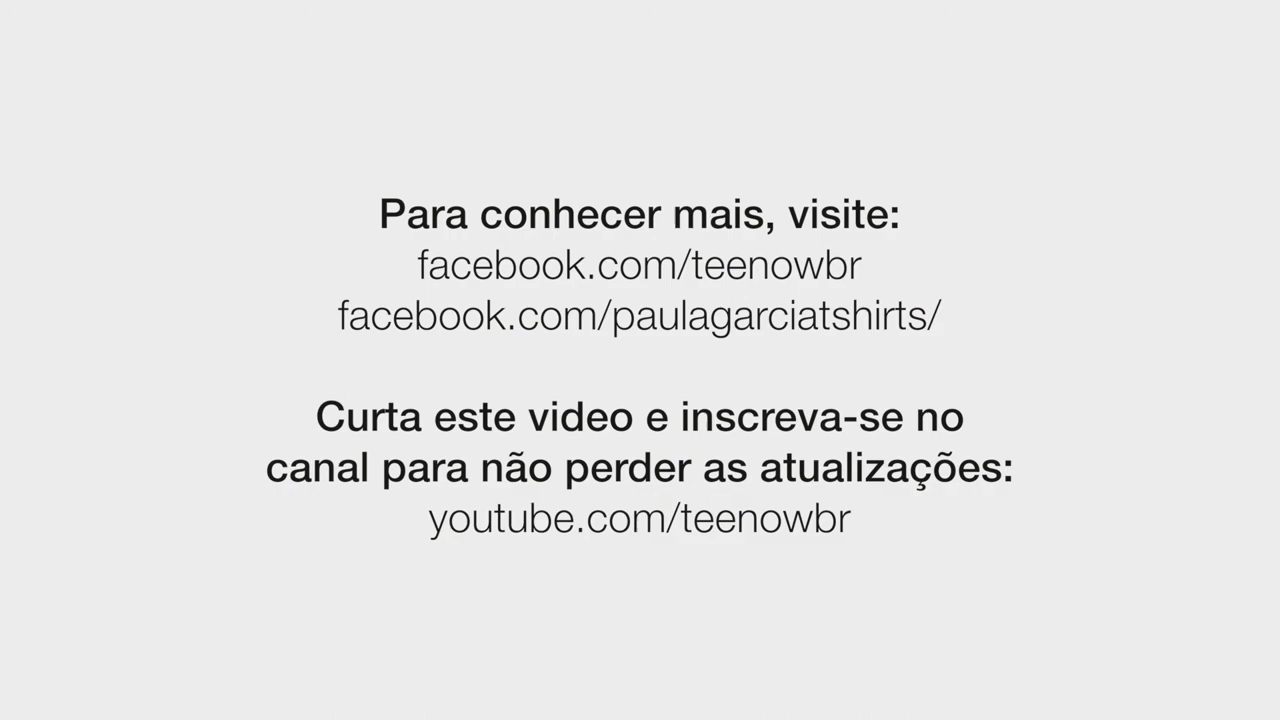 Para conhecer mais, visite:
facebook.com/teenowbr
facebook.com/paulagarciatshirts/
Curta este video e inscreva-se no
canal para não perder as atualizações:
youtube.com/teenowbr